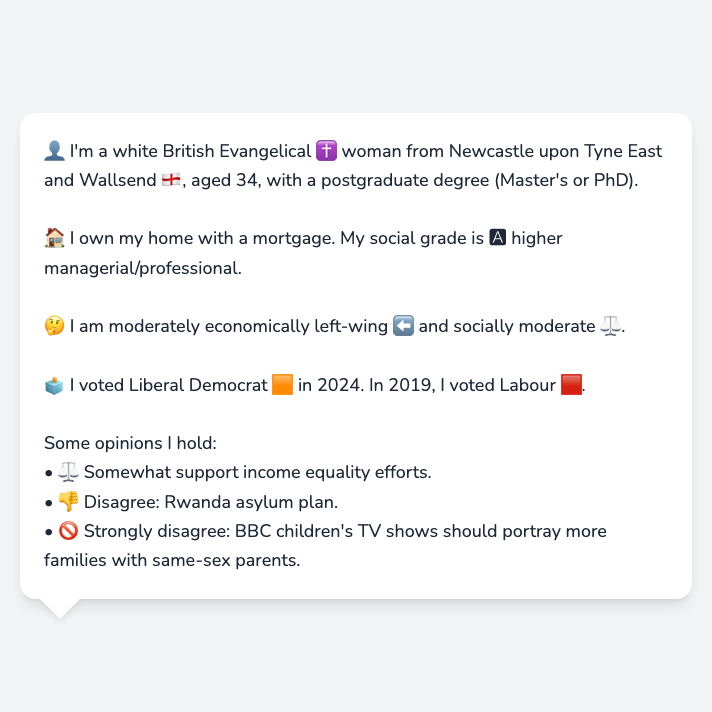 👤 I'm a white British Evangelical ✝️ woman from Newcastle upon Tyne East
and Wallsend 🏴󠁧󠁢󠁥󠁮󠁧󠁿, aged 34, with a postgraduate degree (Master's or PhD).
🏠 I own my home with a mortgage. My social grade is 🅰 higher
managerial/professional.
🤔 I am moderately economically left-wing ⬅️ and socially moderate ⚖️.
🗳️ I voted Liberal Democrat 🟧 in 2024. In 2019, I voted Labour 🟥.
Some opinions I hold:
• ⚖️ Somewhat support income equality efforts.
• 👎 Disagree: Rwanda asylum plan.
• 🚫 Strongly disagree: BBC children's TV shows should portray more
families with same-sex parents.